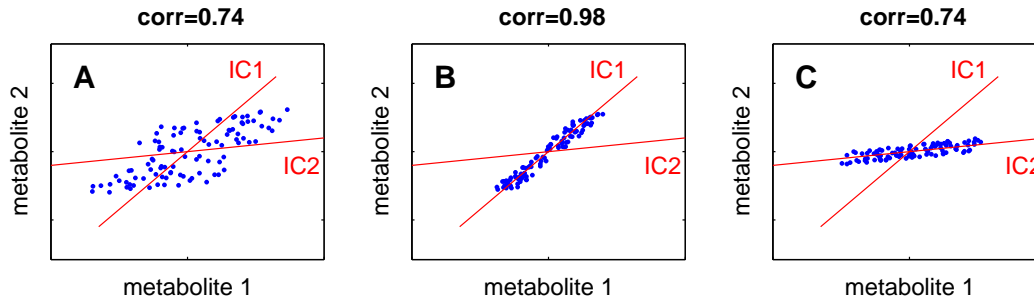 corr=0.74
A
IC1
IC2
metabolite 2
metabolite 1
corr=0.98
B
IC1
IC2
metabolite 2
metabolite 1
corr=0.74
C
IC1
IC2
metabolite 2
metabolite 1